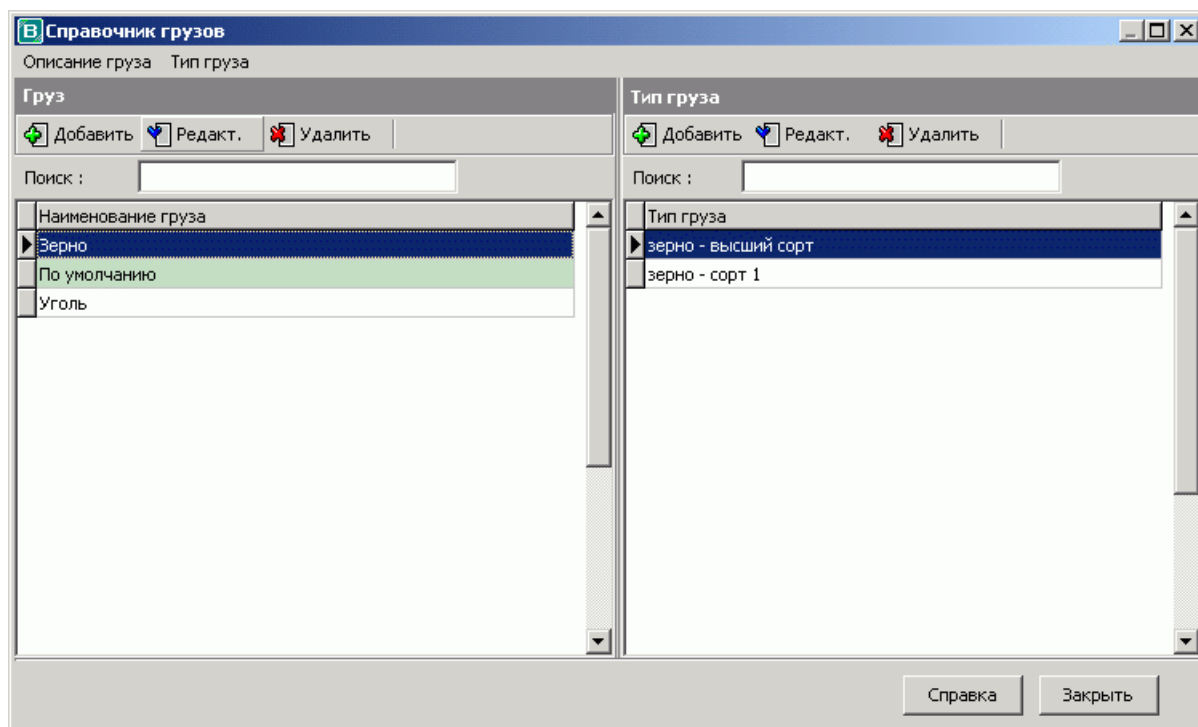 Справочник грузов
Описание груза Тип груза
Груз
Добавить Редакт. Удалить
Поиск :
Наименование груза
Зерно
По умолчанию
Уголь
Тип груза
Добавить Редакт. Удалить
Поиск :
Тип груза
зерно - высший сорт
зерно - сорт 1
Справка Закрыть